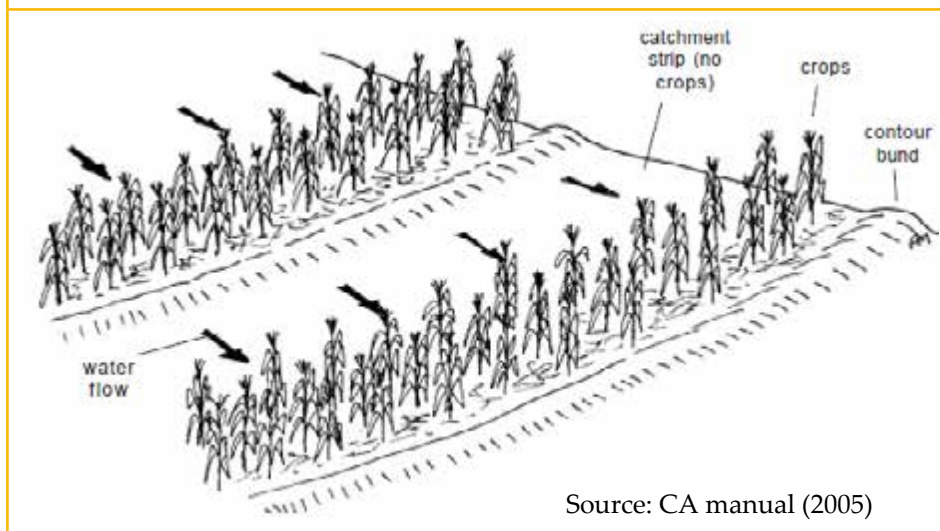 catchment
strip (no
crops)
crops
contour
bund
water
flow
Source: CA manual (2005)